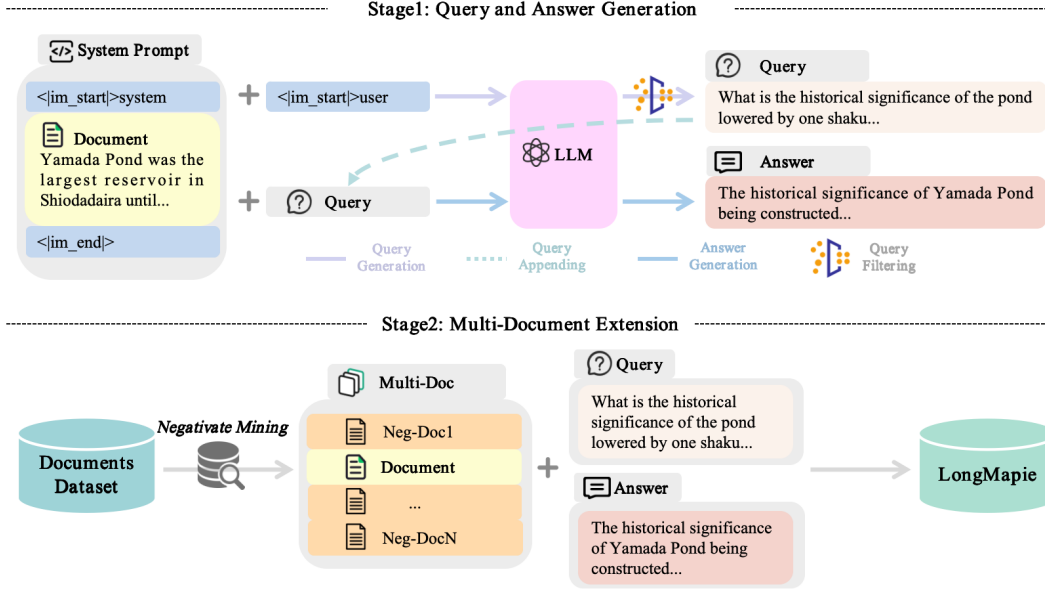 Stage1: Query and Answer Generation
System Prompt
<|im_start|>system
Document
Yamada Pond was the
largest reservoir in
Shiodadaira until...
<|im_end|>
<|im_start|>user
Query
LLM
Query
What is the historical significance of the pond
lowered by one shaku...
Answer
The historical significance of Yamada Pond
being constructed...
Query
Generation
Query
Appending
Answer
Generation
Query
Filtering
Stage2: Multi-Document Extension
Documents
Dataset
Negativate Mining
Multi-Doc
Neg-Doc1
Document
...
Neg-DocN
Query
What is the historical
significance of the pond
lowered by one shaku...
Answer
The historical significance
of Yamada Pond being
constructed...
LongMapie